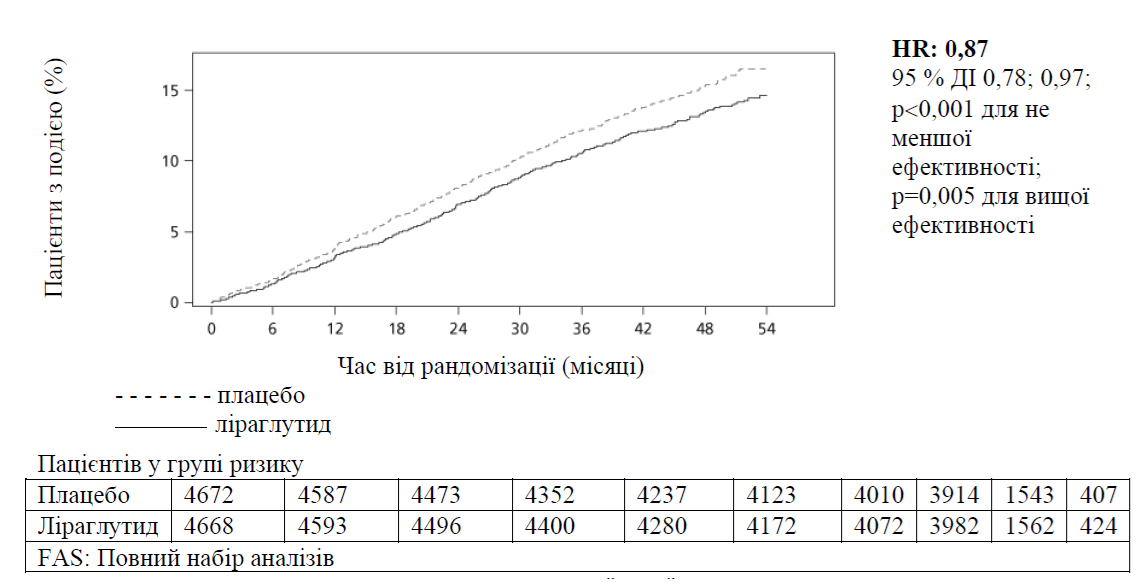 Пацієнти з подією (%)
15
10
5
0
0 6 12 18 24 30 36 42 48 54
Час від рандомізації (місяці)
HR: 0,87
95 % ДІ 0,78; 0,97;
p<0,001 для не
меншої
ефективності;
p=0,005 для вищої
ефективності
- - - - - - - плацебо
ліраглутид
Пацієнтів у групі ризику
Плацебо 4672 4587 4473 4352 4237 4123 4010 3914 1543 407
Ліраглутид 4668 4593 4496 4400 4280 4172 4072 3982 1562 424
FAS: Повний набір аналізів